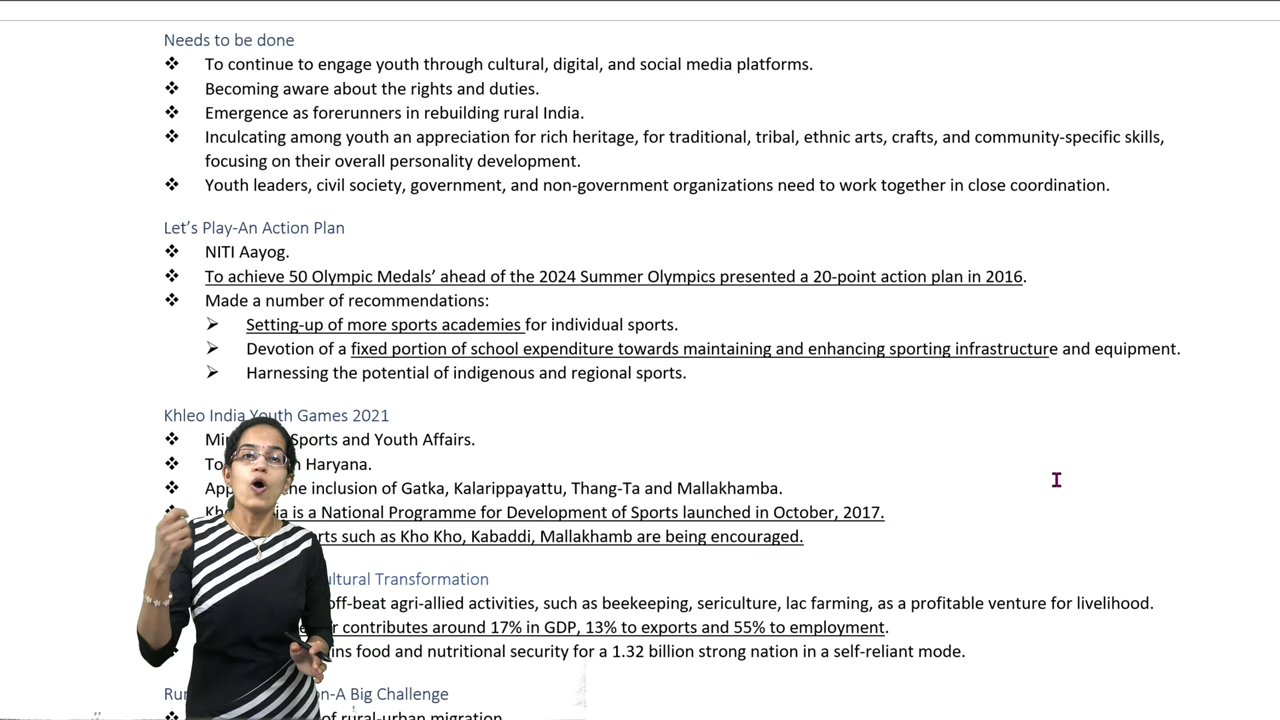 Needs to be done
❖ To continue to engage youth through cultural, digital, and social media platforms.
❖ Becoming aware about the rights and duties.
❖ Emergence as forerunners in rebuilding rural India.
❖ Inculcating among youth an appreciation for rich heritage, for traditional, tribal, ethnic arts, crafts, and community-specific skills,
focusing on their overall personality development.
❖ Youth leaders, civil society, government, and non-government organizations need to work together in close coordination.
Let's Play-An Action Plan
❖ NITI Aayog.
❖ To achieve 50 Olympic Medals' ahead of the 2024 Summer Olympics presented a 20-point action plan in 2016.
❖ Made a number of recommendations:
➢ Setting-up of more sports academies for individual sports.
➢ Devotion of a fixed portion of school expenditure towards maintaining and enhancing sporting infrastructure and equipment.
➢ Harnessing the potential of indigenous and regional sports.
Khleo India Youth Games 2021
❖ Sports and Youth Affairs.
❖ To Haryana.
❖ the inclusion of Gatka, Kalarippayattu, Thang-Ta and Mallakhamba.
is a National Programme for Development of Sports launched in October, 2017.
such as Kho Kho, Kabaddi, Mallakhamb are being encouraged.
Transformation
off-beat agri-allied activities, such as beekeeping, sericulture, lac farming, as a profitable venture for livelihood.
contributes around 17% in GDP, 13% to exports and 55% to employment.
food and nutritional security for a 1.32 billion strong nation in a self-reliant mode.
A Big Challenge
of rural-urban migration